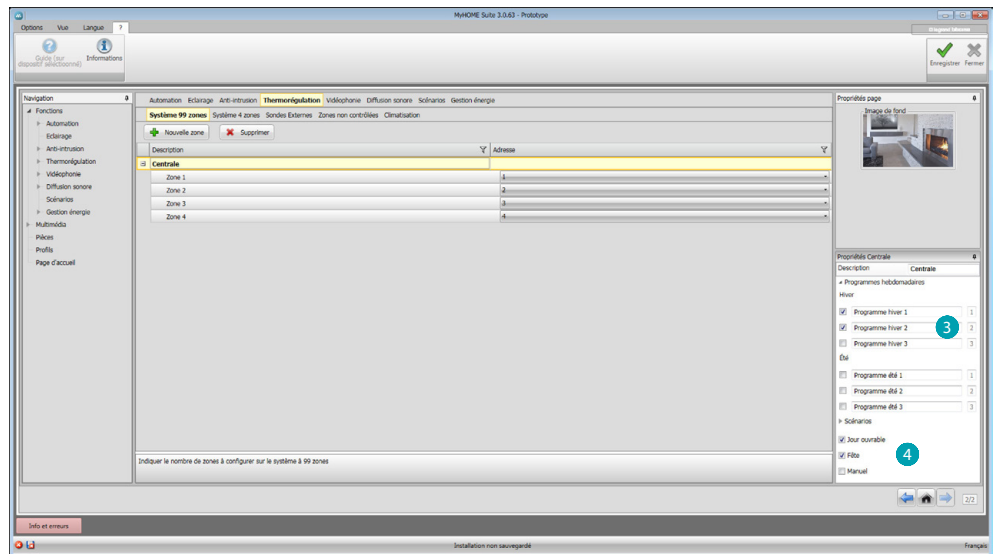 MyHOME Suite 3.0.63 - Prototype
Options Vue Langue ?
Guide (sur dispositif sélectionné)
Informations
Enregistrer Fermer
Navigation
Fonctions
Automation
Eclairage
Anti-intrusion
Thermorégulation
Vidéophonie
Diffusion sonore
Scénarios
Gestion énergie
Multimédia
Pièces
Profils
Page d'accueil
Automation Eclairage Anti-intrusion Thermorégulation Vidéophonie Diffusion sonore Scénarios Gestion énergie
Système 99 zones Système 4 zones Sondes Externes Zones non contrôlées Climatisation
Nouvelle zone Supprimer
Description Adresse
Centrale
Zone 1 1
Zone 2 2
Zone 3 3
Zone 4 4
Indiquer le nombre de zones à configurer sur le système à 99 zones
Propriétés page
Image de fond
Propriétés Centrale
Description Centrale
Programmes hebdomadaires
Hiver
Programme hiver 1 1
Programme hiver 2 2
3
Programme hiver 3 3
Été
Programme été 1 1
Programme été 2 2
Programme été 3 3
Scénarios
Jour ouvrable
Fête
4
Manuel
2/2
Info et erreurs
Installation non sauvegardé
Français